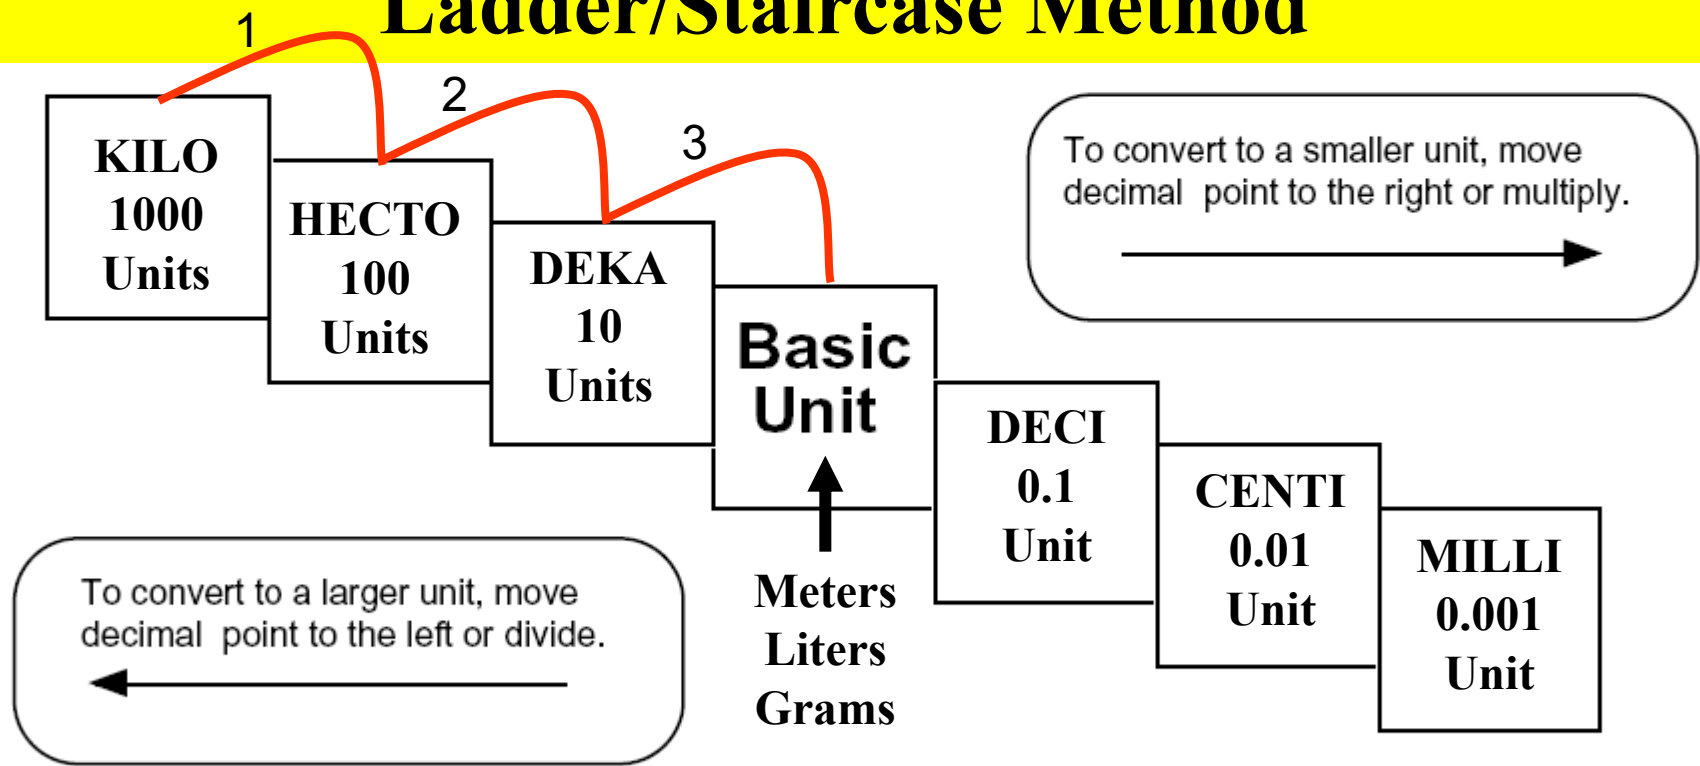 Ladder/Staircase Method
1
2
3
KILO
1000
Units
HECTO
100
Units
DEKA
10
Units
Basic
Unit
Meters
Liters
Grams
DECI
0.1
Unit
CENTI
0.01
Unit
MILLI
0.001
Unit
To convert to a smaller unit, move
decimal point to the right or multiply.
To convert to a larger unit, move
decimal point to the left or divide.